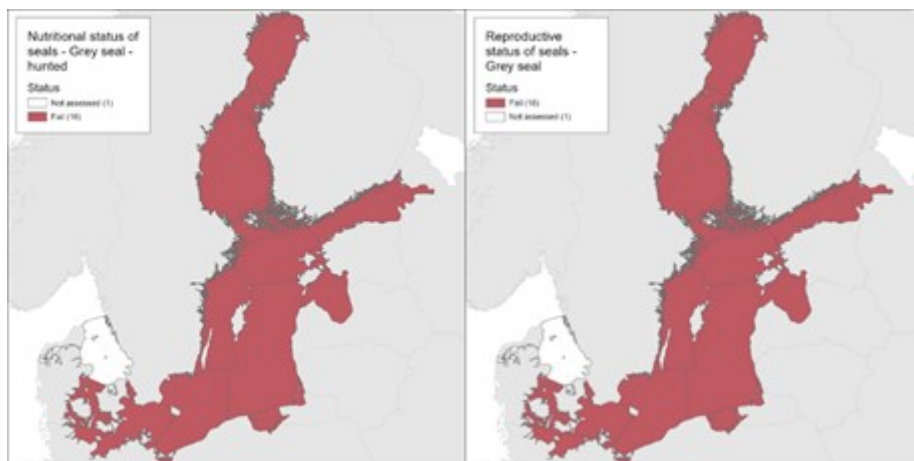 Nutritional status of
seals - Grey seal -
hunted
Status
Not assessed (1)
Fail (16)
Reproductive
status of seals -
Grey seal
Status
Fail (16)
Not assessed (1)